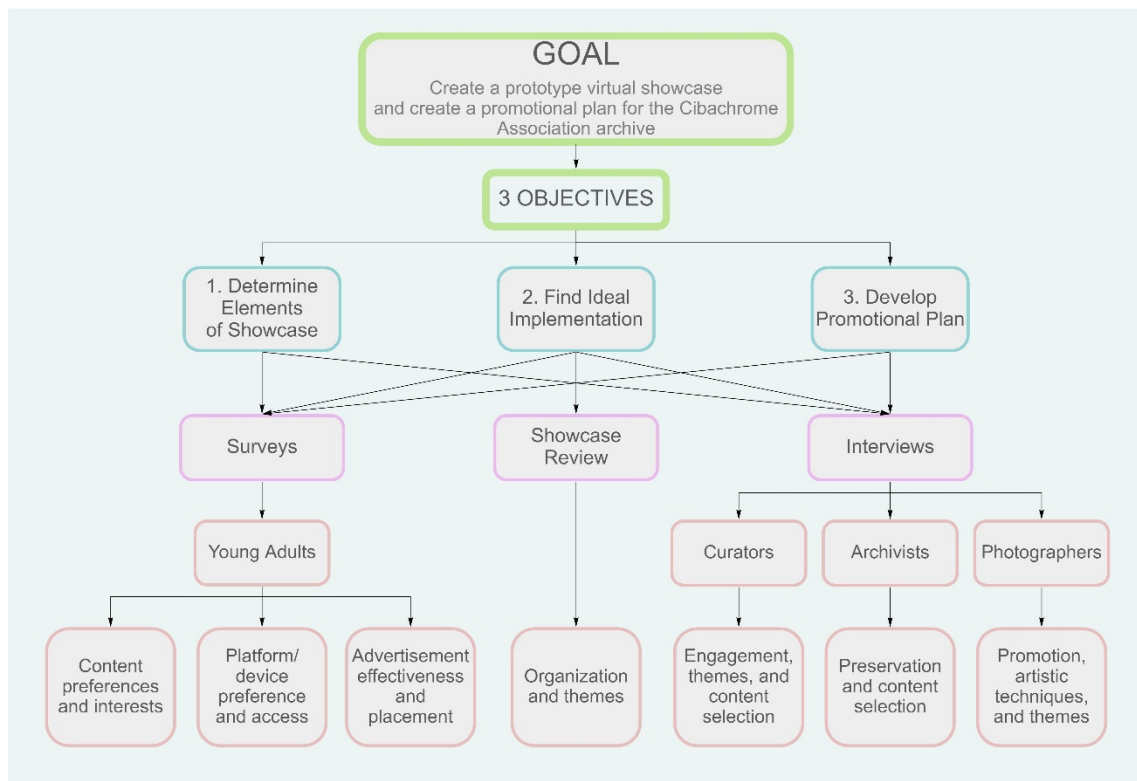 GOAL
Create a prototype virtual showcase
and create a promotional plan for the Cibachrome
Association archive
3 OBJECTIVES
1. Determine
Elements
of Showcase
2. Find Ideal
Implementation
3. Develop
Promotional Plan
Surveys
Showcase
Review
Interviews
Young Adults
Curators
Archivists
Photographers
Content
preferences
and interests
Platform/
device
preference
and access
Advertisement
effectiveness
and
placement
Organization
and themes
Engagement,
themes, and
content
selection
Preservation
and content
selection
Promotion,
artistic
techniques,
and themes